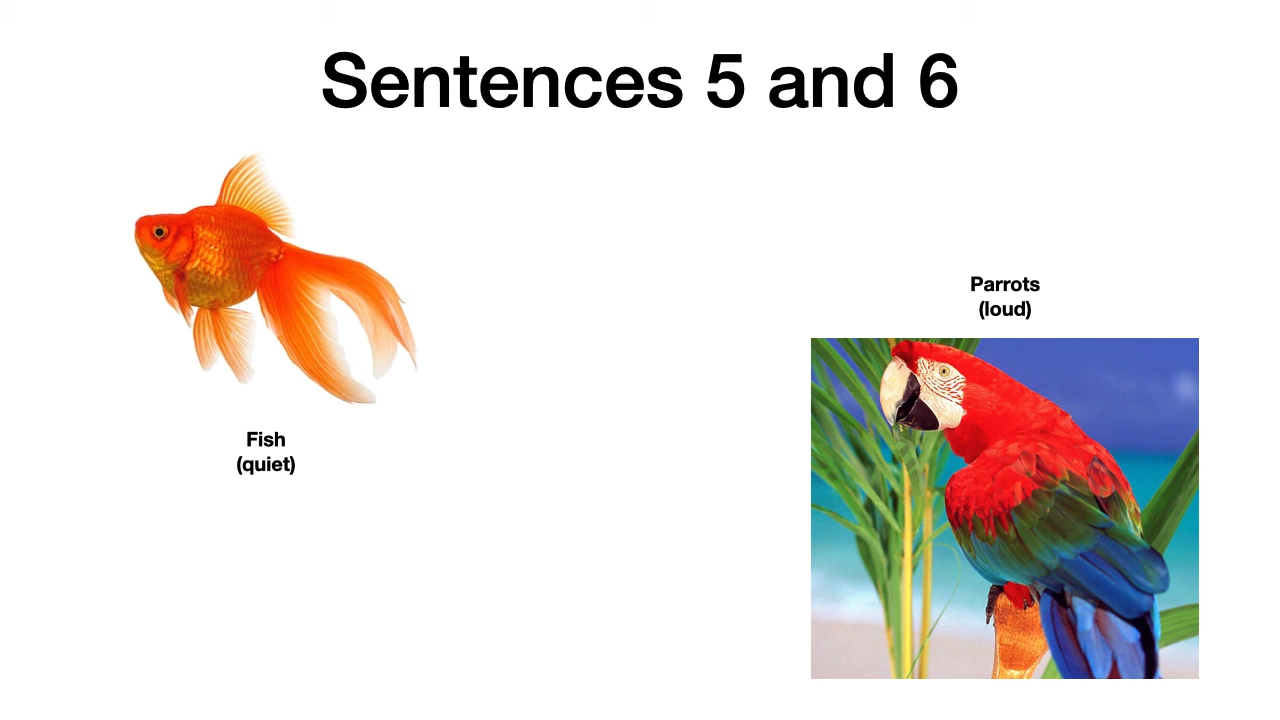 Sentences 5 and 6
Fish
(quiet)
Parrots
(loud)